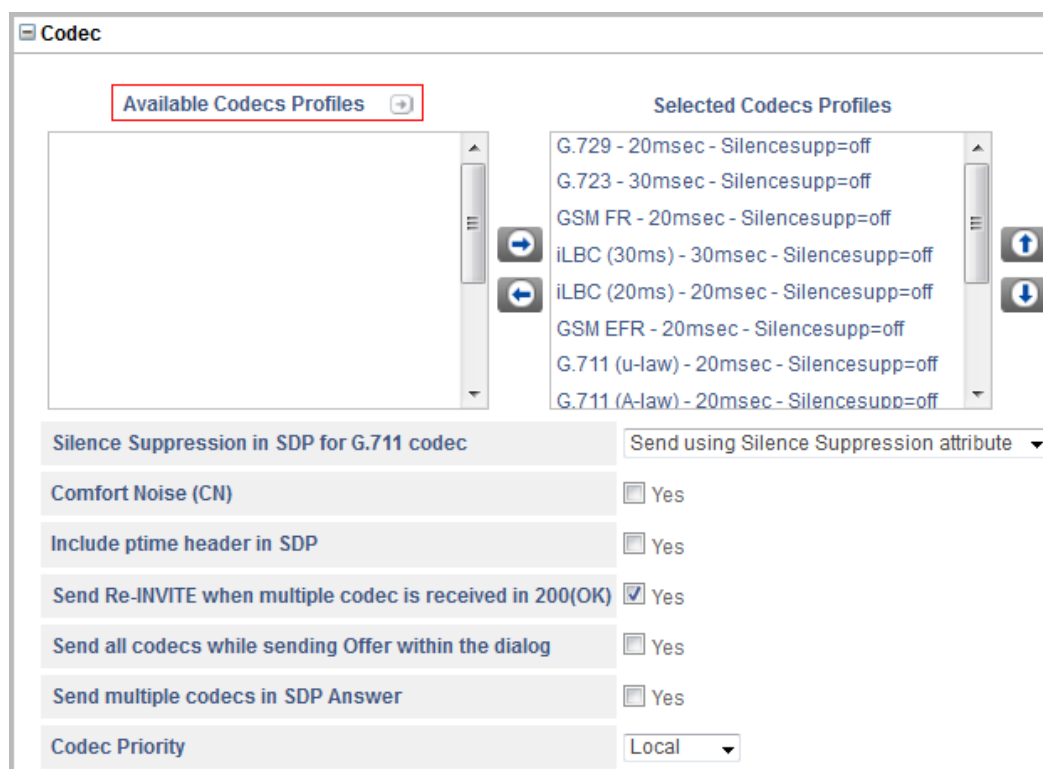 Codec
Available Codecs Profiles
Selected Codecs Profiles
G.729 - 20msec - Silencesupp=off
G.723 - 30msec - Silencesupp=off
GSM FR - 20msec - Silencesupp=off
iLBC (30ms) - 30msec - Silencesupp=off
iLBC (20ms) - 20msec - Silencesupp=off
GSM EFR - 20msec - Silencesupp=off
G.711 (u-law) - 20msec - Silencesupp=off
G.711 (A-law) - 20msec - Silencesupp=off
Silence Suppression in SDP for G.711 codec Send using Silence Suppression attribute
Comfort Noise (CN) Yes
Include ptime header in SDP Yes
Send Re-INVITE when multiple codec is received in 200(OK) Yes
Send all codecs while sending Offer within the dialog Yes
Send multiple codecs in SDP Answer Yes
Codec Priority Local